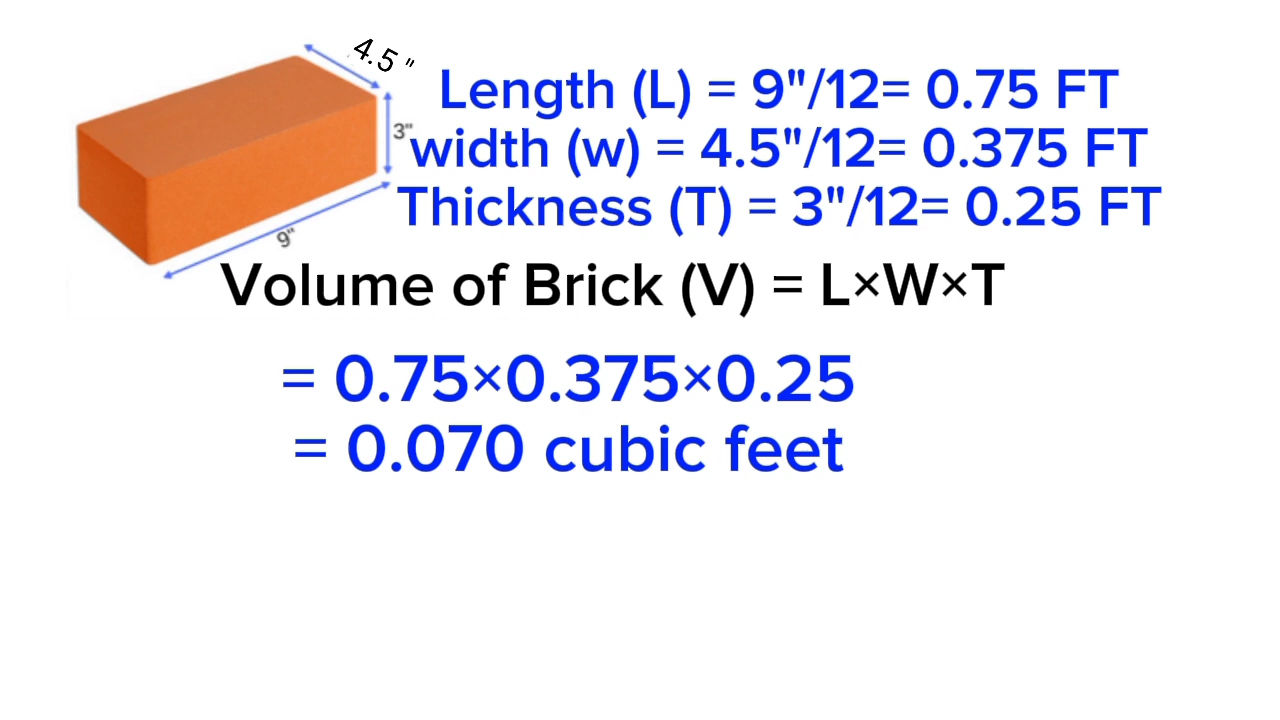 4.5 "
Length (L) = 9"/12= 0.75 FT
3"
width (w) = 4.5"/12= 0.375 FT
Thickness (T) = 3"/12= 0.25 FT
9"
Volume of Brick (V) = L×W×T
= 0.75×0.375×0.25
= 0.070 cubic feet